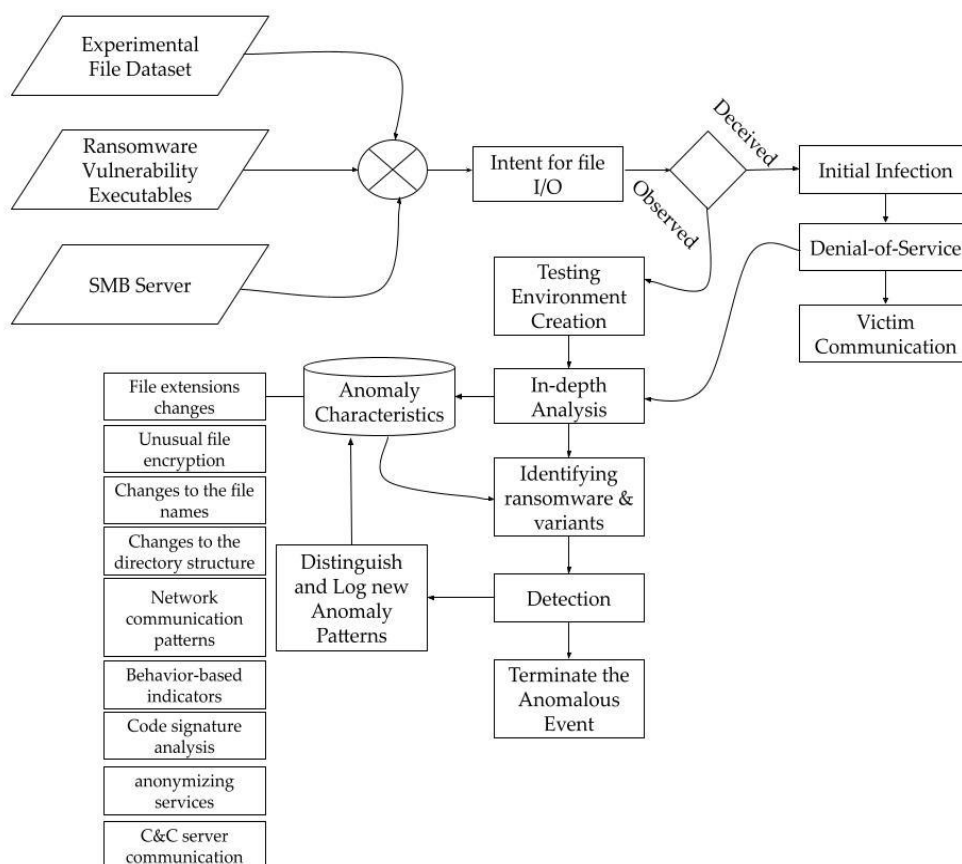 Experimental
File Dataset
Ransomware
Vulnerability
Executables
SMB Server
Intent for file
I/O
Deceived
Observed
Initial Infection
Denial-of-Service
Victim
Communication
Testing
Environment
Creation
In-depth
Analysis
Anomaly
Characteristics
Identifying
ransomware &
variants
Distinguish
and Log new
Anomaly
Patterns
Detection
Terminate the
Anomalous
Event
File extensions
changes
Unusual file
encryption
Changes to the file
names
Changes to the
directory structure
Network
communication
patterns
Behavior-based
indicators
Code signature
analysis
anonymizing
services
C&C server
communication